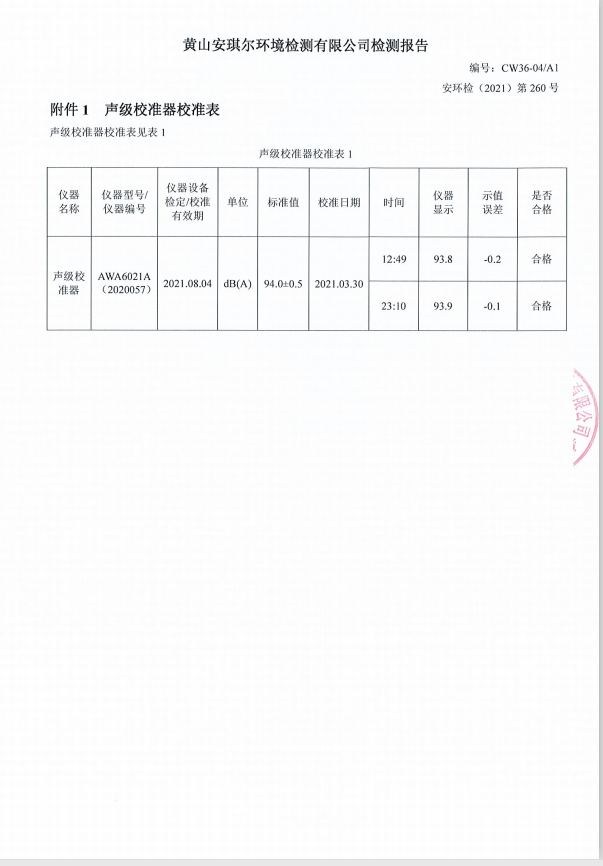 黄山安琪尔环境检测有限公司检测报告
编号：CW36-04/A1
安环检（2021）第 260 号
附件 1 声级校准器校准表
声级校准器校准表见表 1
声级校准器校准表 1
仪器名称 仪器型号/仪器编号 仪器设备检定/校准有效期 单位 标准值 校准日期 时间 仪器显示 示值误差 是否合格
声级校准器 AWA6021A（2020057） 2021.08.04 dB(A) 94.0±0.5 2021.03.30 12:49 93.8 -0.2 合格
23:10 93.9 -0.1 合格
限公司